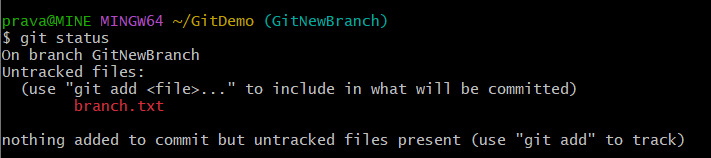 prava@MINE MINGW64 ~/GitDemo (GitNewBranch)
$ git status
On branch GitNewBranch
Untracked files:
  (use "git add <file>..." to include in what will be committed)
        branch.txt

nothing added to commit but untracked files present (use "git add" to track)